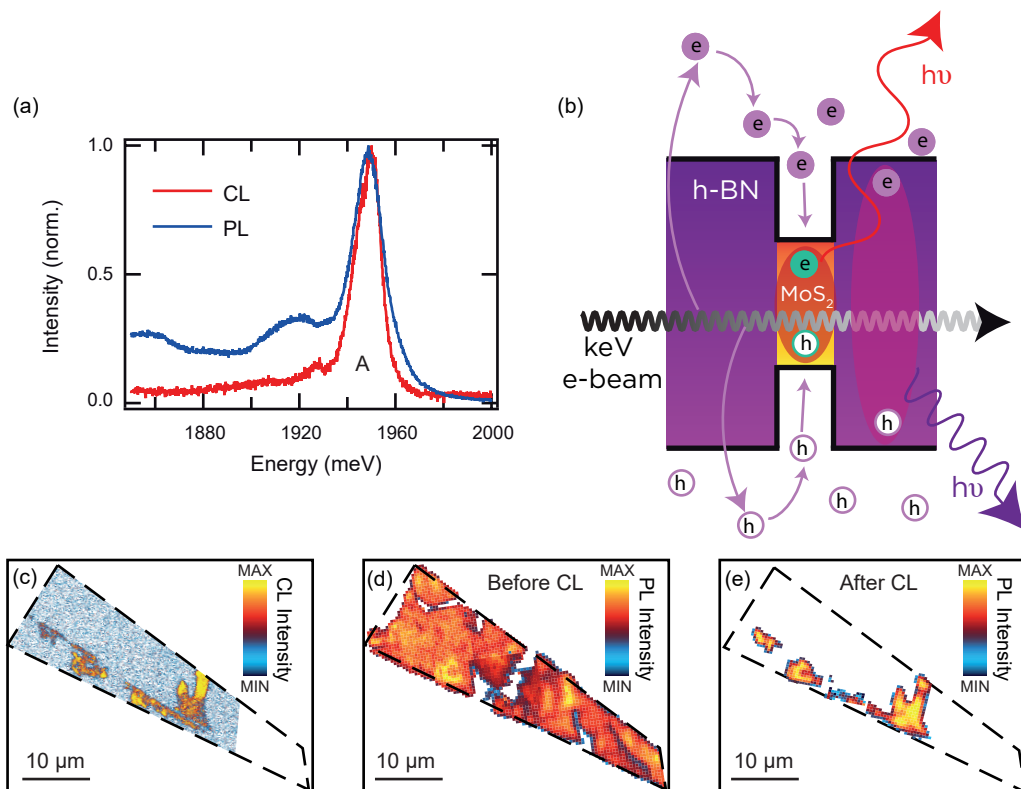 (a)
Intensity (norm.)
1.0
0.5
0.0
CL
PL
A
1880
1920
1960
2000
Energy (meV)
(b)
e
e
e
e
e
hυ
h-BN
e
e
MoS₂
h
keV
e-beam
h
h
h
h
h
h
hυ
(c)
MAX
MIN
CL Intensity
10 µm
(d)
Before CL
MAX
MIN
PL Intensity
10 µm
(e)
After CL
MAX
MIN
PL Intensity
10 µm